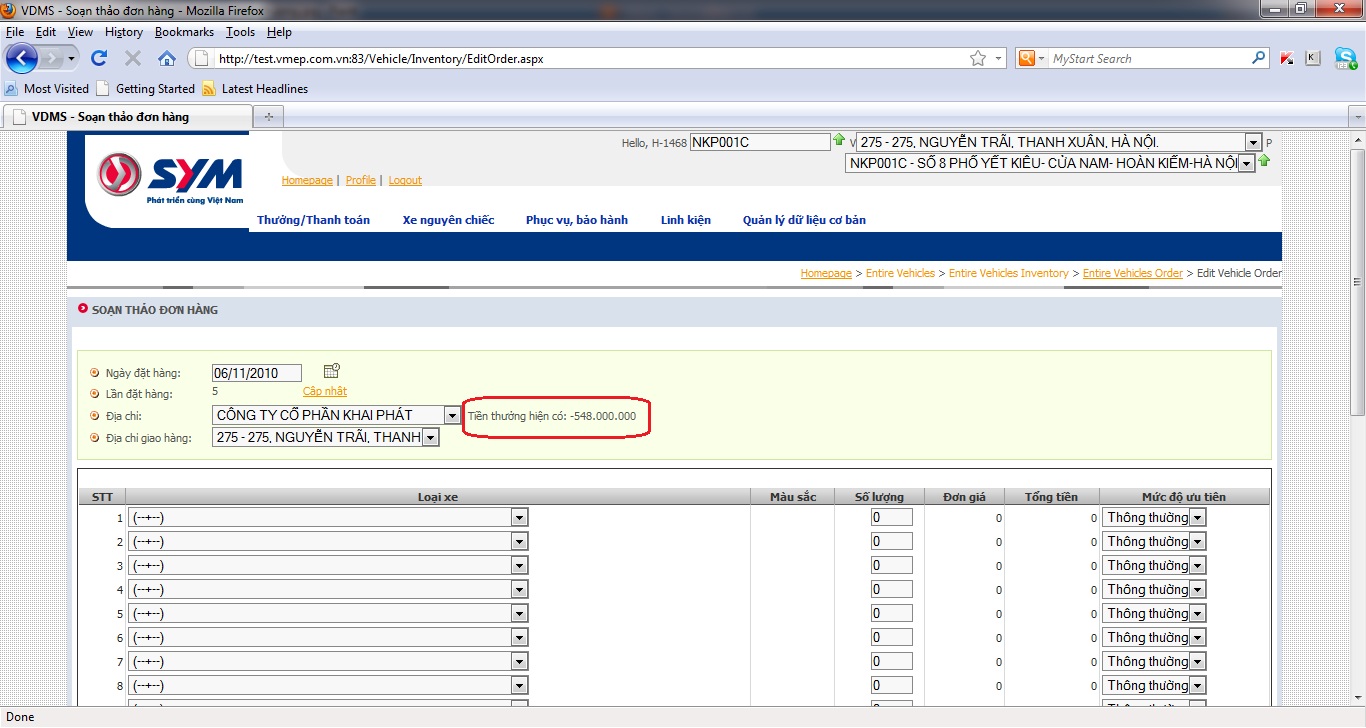 VDMS - Soạn thảo đơn hàng - Mozilla Firefox
File Edit View History Bookmarks Tools Help
http://test.vmep.com.vn:83/Vehicle/Inventory/EditOrder.aspx
MyStart Search
Most Visited Getting Started Latest Headlines
VDMS - Soạn thảo đơn hàng
Hello, H-1468 NKP001C V 275 - 275, NGUYỄN TRÃI, THANH XUÂN, HÀ NỘI. P
NKP001C - SỐ 8 PHỐ YẾT KIÊU- CỬA NAM- HOÀN KIẾM-HÀ NỘI
SYM
Phát triển cùng Việt Nam
Homepage | Profile | Logout
Thưởng/Thanh toán Xe nguyên chiếc Phục vụ, bảo hành Linh kiện Quản lý dữ liệu cơ bản
Homepage > Entire Vehicles > Entire Vehicles Inventory > Entire Vehicles Order > Edit Vehicle Order
SOẠN THẢO ĐƠN HÀNG
Ngày đặt hàng: 06/11/2010
Lần đặt hàng: 5 Cập nhật
Địa chỉ: CÔNG TY CỔ PHẦN KHAI PHÁT Tiền thưởng hiện có: -548.000.000
Địa chỉ giao hàng: 275 - 275, NGUYỄN TRÃI, THANH
STT Loại xe Màu sắc Số lượng Đơn giá Tổng tiền Mức độ ưu tiên
1 (--+--) 0 0 0 Thông thường
2 (--+--) 0 0 0 Thông thường
3 (--+--) 0 0 0 Thông thường
4 (--+--) 0 0 0 Thông thường
5 (--+--) 0 0 0 Thông thường
6 (--+--) 0 0 0 Thông thường
7 (--+--) 0 0 0 Thông thường
8 (--+--) 0 0 0 Thông thường
Done